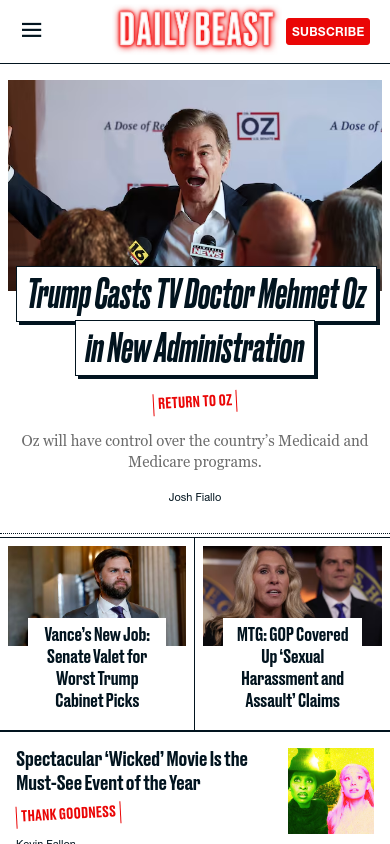 DAILY BEAST
SUBSCRIBE
A Dose of Re
OZ
A Dose of
NEWS
Trump Casts TV Doctor Mehmet Oz
in New Administration
RETURN TO OZ
Oz will have control over the country’s Medicaid and
Medicare programs.
Josh Fiallo
Vance’s New Job:
Senate Valet for
Worst Trump
Cabinet Picks
MTG: GOP Covered
Up ‘Sexual
Harassment and
Assault’ Claims
Spectacular ‘Wicked’ Movie Is the
Must-See Event of the Year
THANK GOODNESS
Kevin Fallon